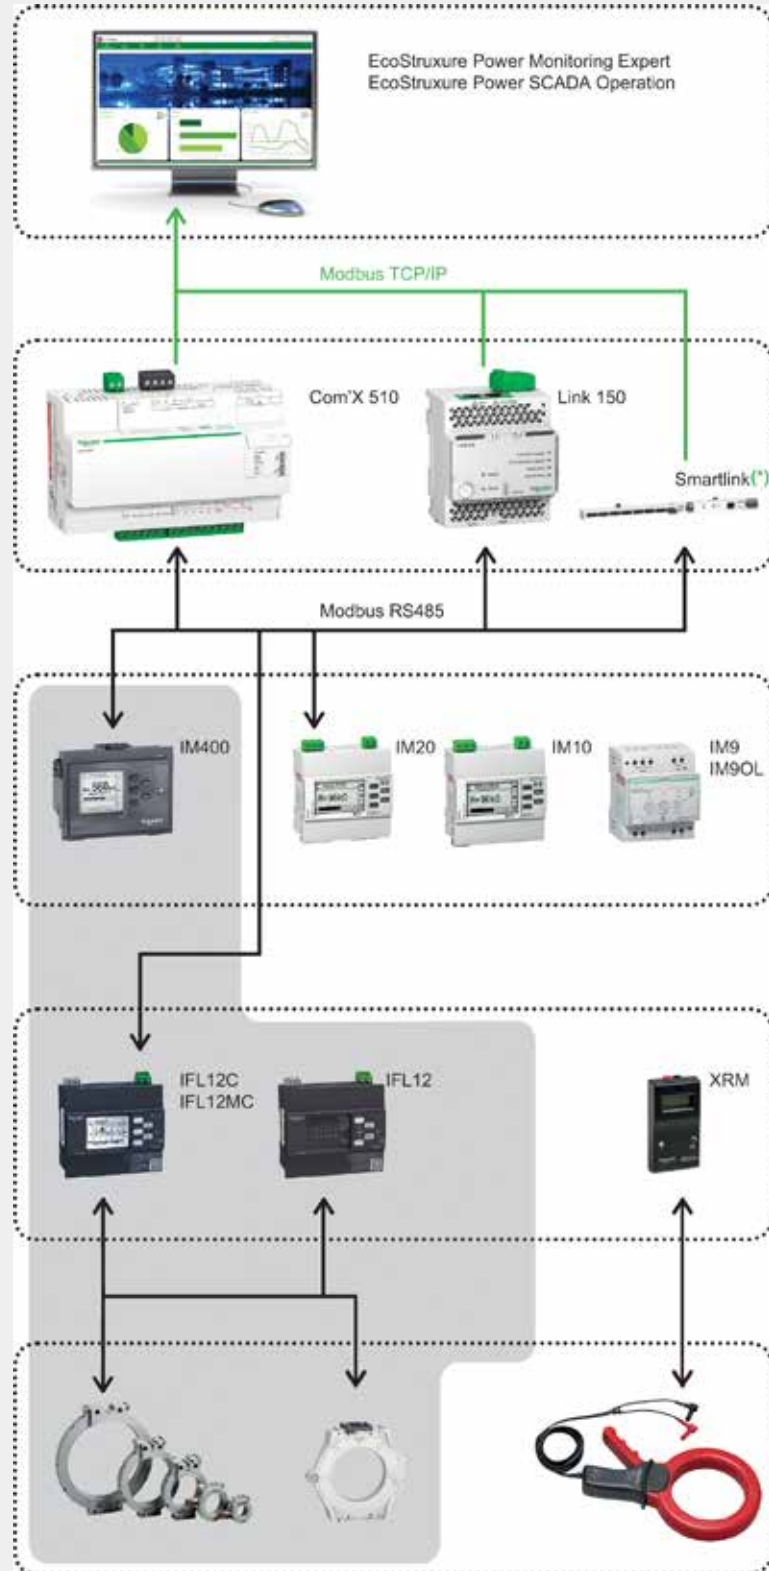 EcoStruxure Power Monitoring Expert
EcoStruxure Power SCADA Operation
Modbus TCP/IP
Com'X 510
Link 150
Smartlink(*)
Modbus RS485
IM400
IM20
IM10
IM9
IM9OL
IFL12C
IFL12MC
IFL12
XRM